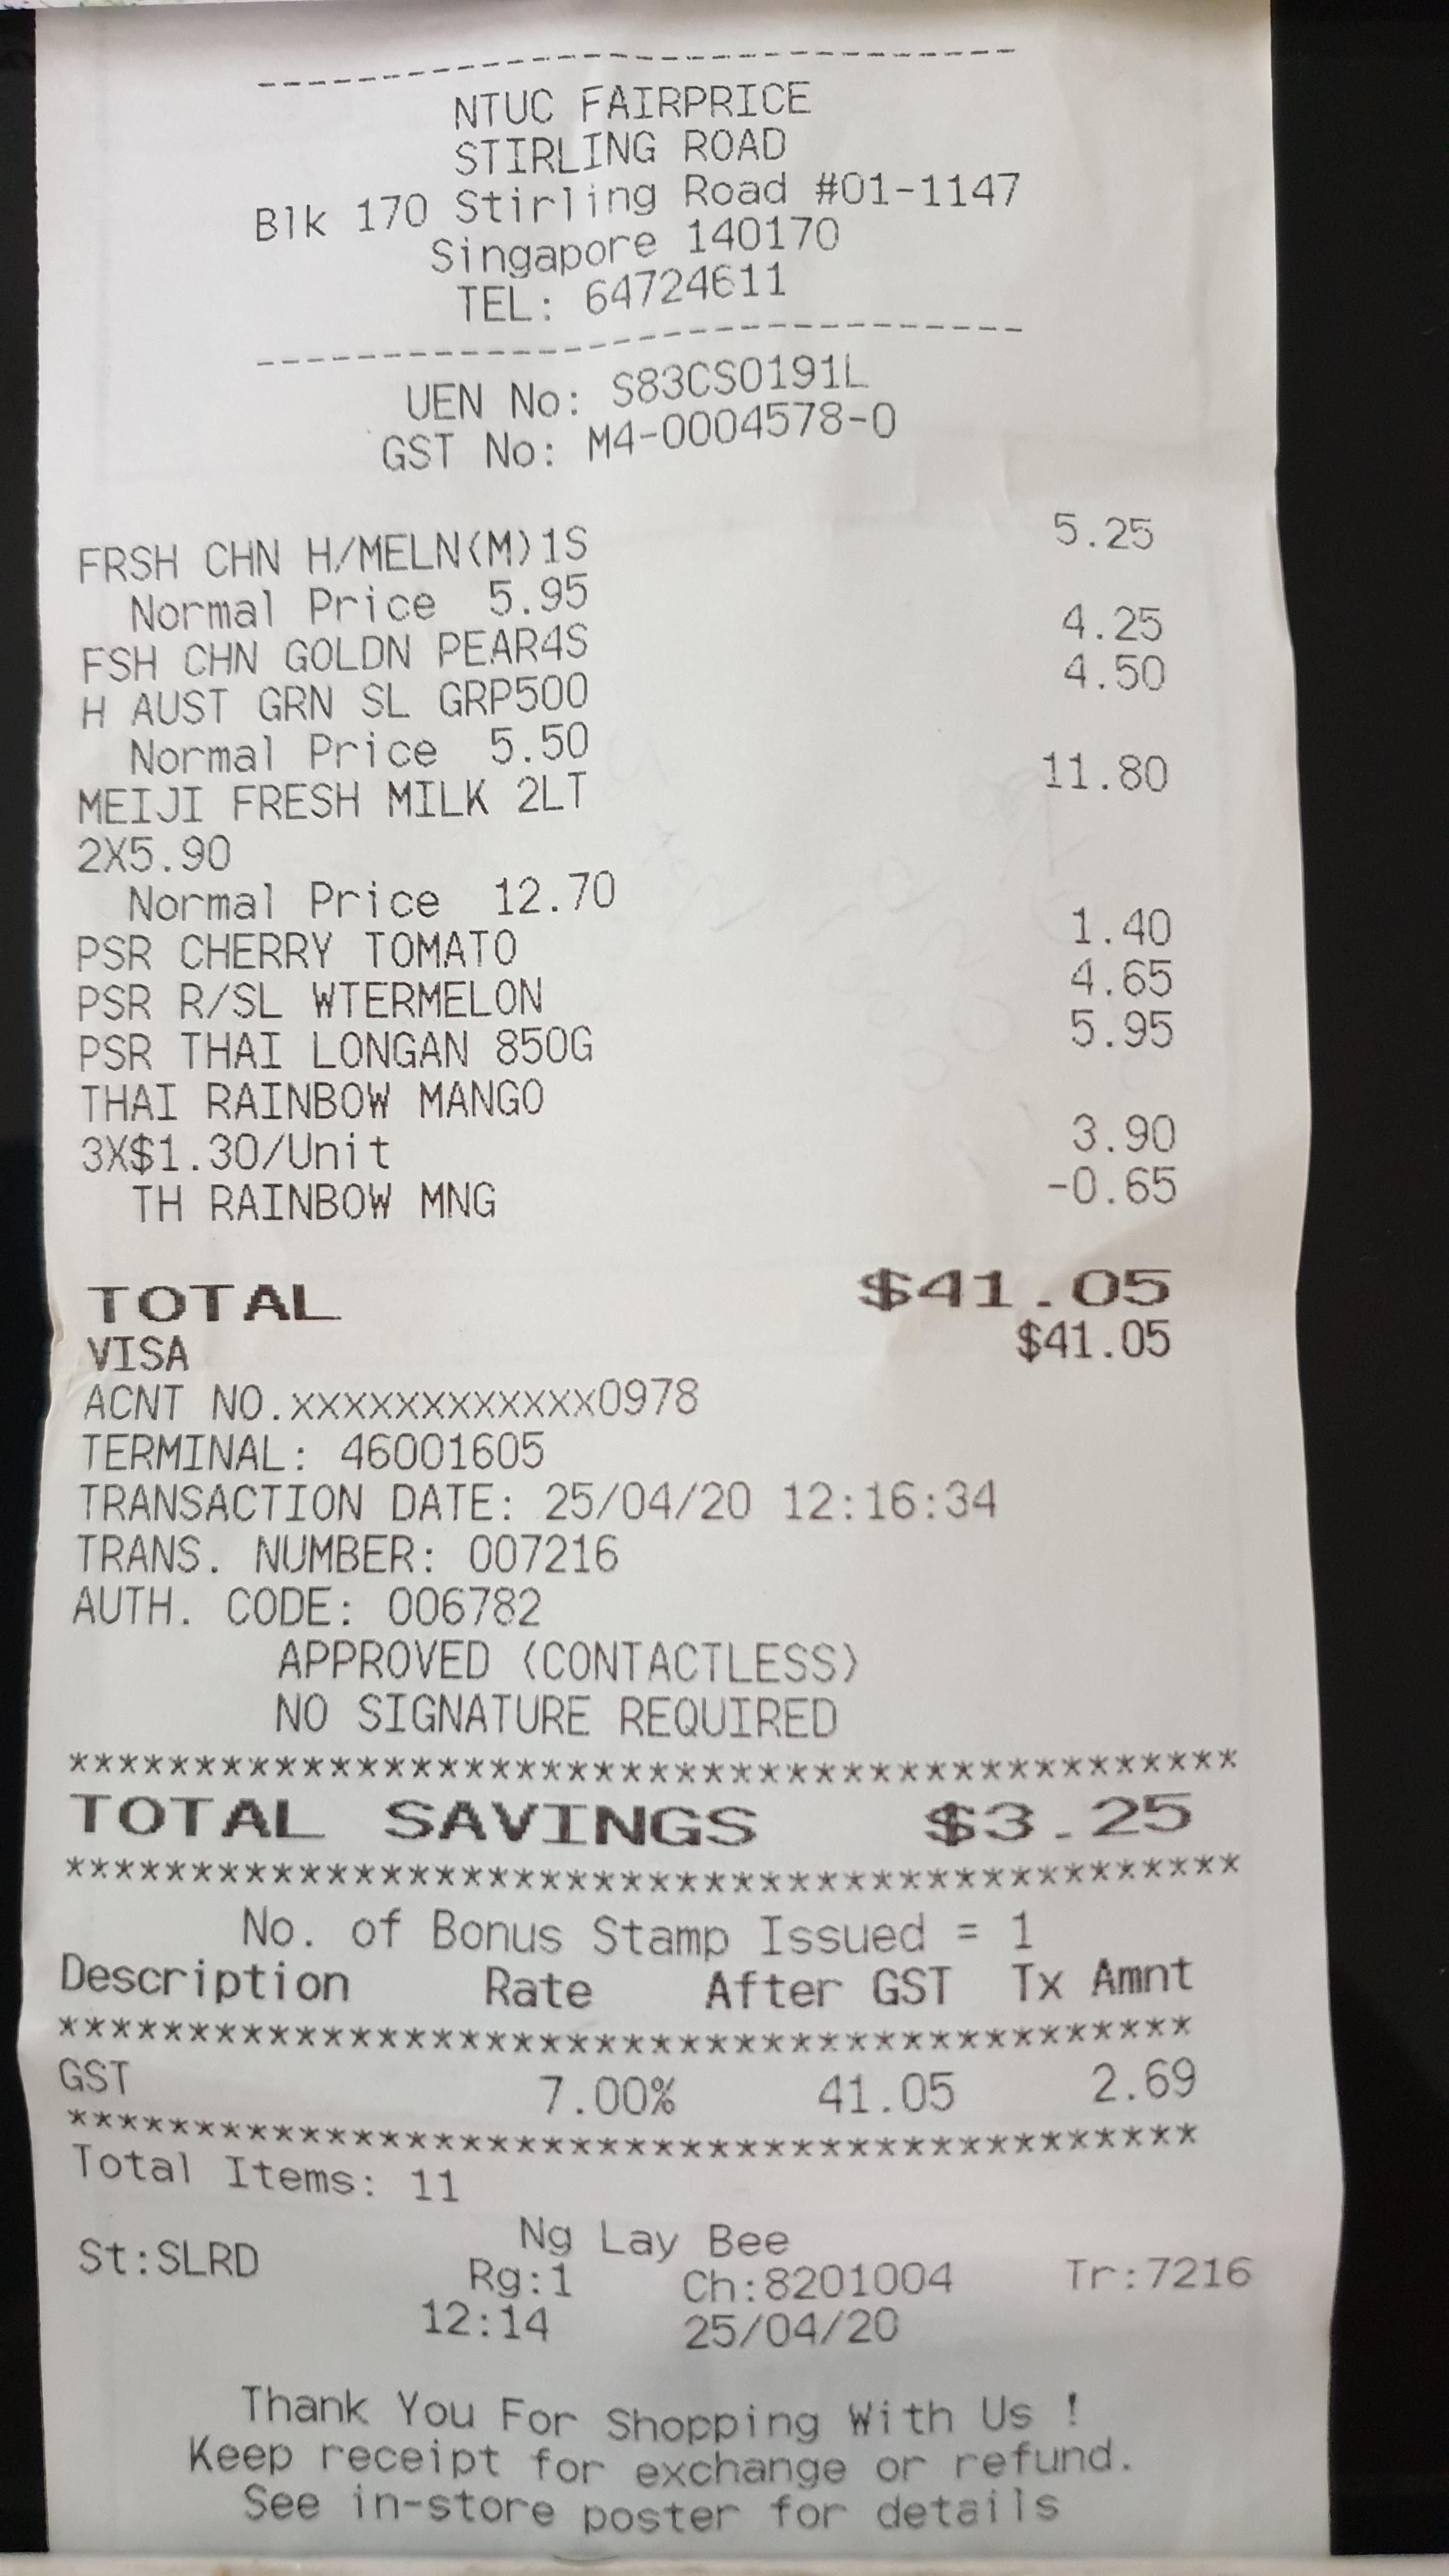 NTUC FAIRPRICE
STIRLING ROAD
Blk 170 Stirling Road #01-1147
Singapore 140170
TEL: 64724611
UEN No: S83CS0191L
GST No: M4-0004578-0
FRSH CHN H/MELN(M)1S 5.25
Normal Price 5.95
FSH CHN GOLDN PEAR4S 4.25
H AUST GRN SL GRP500 4.50
Normal Price 5.50
MEIJI FRESH MILK 2LT 11.80
2X5.90
Normal Price 12.70
PSR CHERRY TOMATO 1.40
PSR R/SL WTERMELON 4.65
PSR THAI LONGAN 850G 5.95
THAI RAINBOW MANGO
3X$1.30/Unit 3.90
TH RAINBOW MNG -0.65
TOTAL $41.05
VISA $41.05
ACNT NO.xxxxxxxxxxxx0978
TERMINAL: 46001605
TRANSACTION DATE: 25/04/20 12:16:34
TRANS. NUMBER: 007216
AUTH. CODE: 006782
APPROVED (CONTACTLESS)
NO SIGNATURE REQUIRED
TOTAL SAVINGS $3.25
No. of Bonus Stamp Issued = 1
Description Rate After GST Tx Amnt
GST 7.00% 41.05 2.69
Total Items: 11
Ng Lay Bee
St:SLRD Rg:1 Ch:8201004 Tr:7216
12:14 25/04/20
Thank You For Shopping With Us !
Keep receipt for exchange or refund.
See in-store poster for details